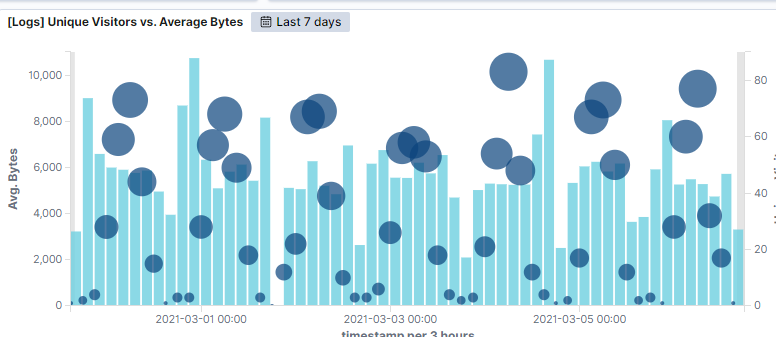 [Logs] Unique Visitors vs. Average Bytes Last 7 days
10,000
8,000
6,000
4,000
2,000
0
Avg. Bytes
80
60
40
20
0
2021-03-01 00:00 2021-03-03 00:00 2021-03-05 00:00
timestamp per 3 hours